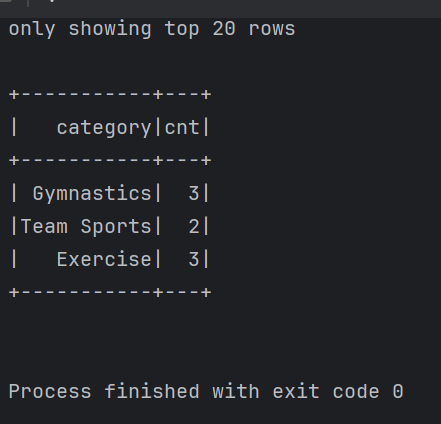 only showing top 20 rows
+-----------+---+
|   category|cnt|
+-----------+---+
| Gymnastics|  3|
|Team Sports|  2|
|   Exercise|  3|
+-----------+---+
Process finished with exit code 0